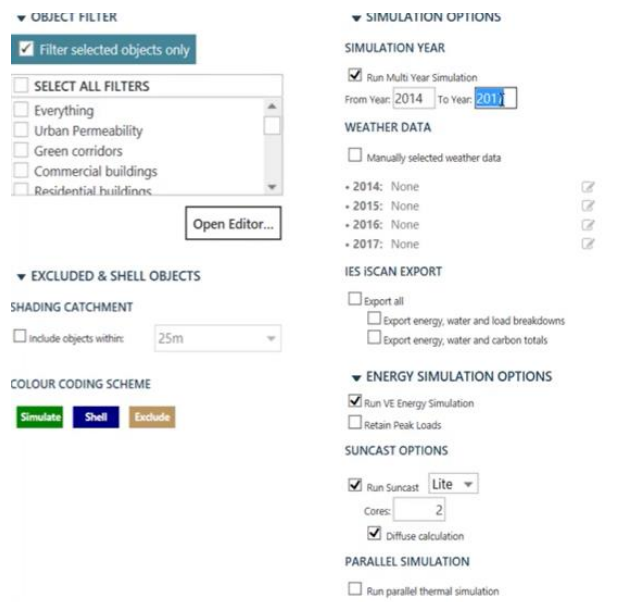 OBJECT FILTER
Filter selected objects only
SELECT ALL FILTERS
Everything
Urban Permeability
Green corridors
Commercial buildings
Residential buildings
Open Editor...
EXCLUDED & SHELL OBJECTS
SHADING CATCHMENT
Include objects within: 25m
COLOUR CODING SCHEME
Simulate Shell Exclude
SIMULATION OPTIONS
SIMULATION YEAR
Run Multi Year Simulation
From Year: 2014 To Year: 2017
WEATHER DATA
Manually selected weather data
• 2014: None
• 2015: None
• 2016: None
• 2017: None
IES iSCAN EXPORT
Export all
Export energy, water and load breakdowns
Export energy, water and carbon totals
ENERGY SIMULATION OPTIONS
Run VE Energy Simulation
Retain Peak Loads
SUNCAST OPTIONS
Run Suncast Lite
Cores: 2
Diffuse calculation
PARALLEL SIMULATION
Run parallel thermal simulation